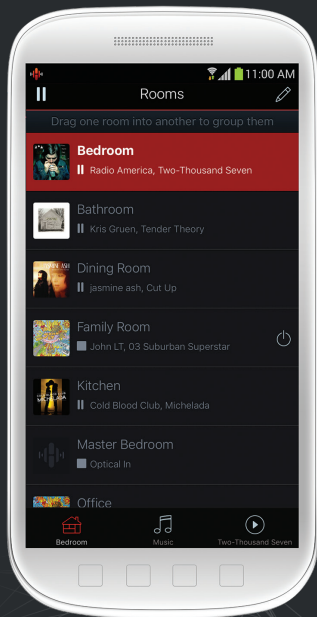 11:00 AM
Rooms
Drag one room into another to group them
Bedroom
Radio America, Two-Thousand Seven
Bathroom
Kris Gruen, Tender Theory
Dining Room
jasmine ash, Cut Up
Family Room
John LT, 03 Suburban Superstar
Kitchen
Cold Blood Club, Michelada
Master Bedroom
Optical In
Office
Bedroom
Music
Two-Thousand Seven